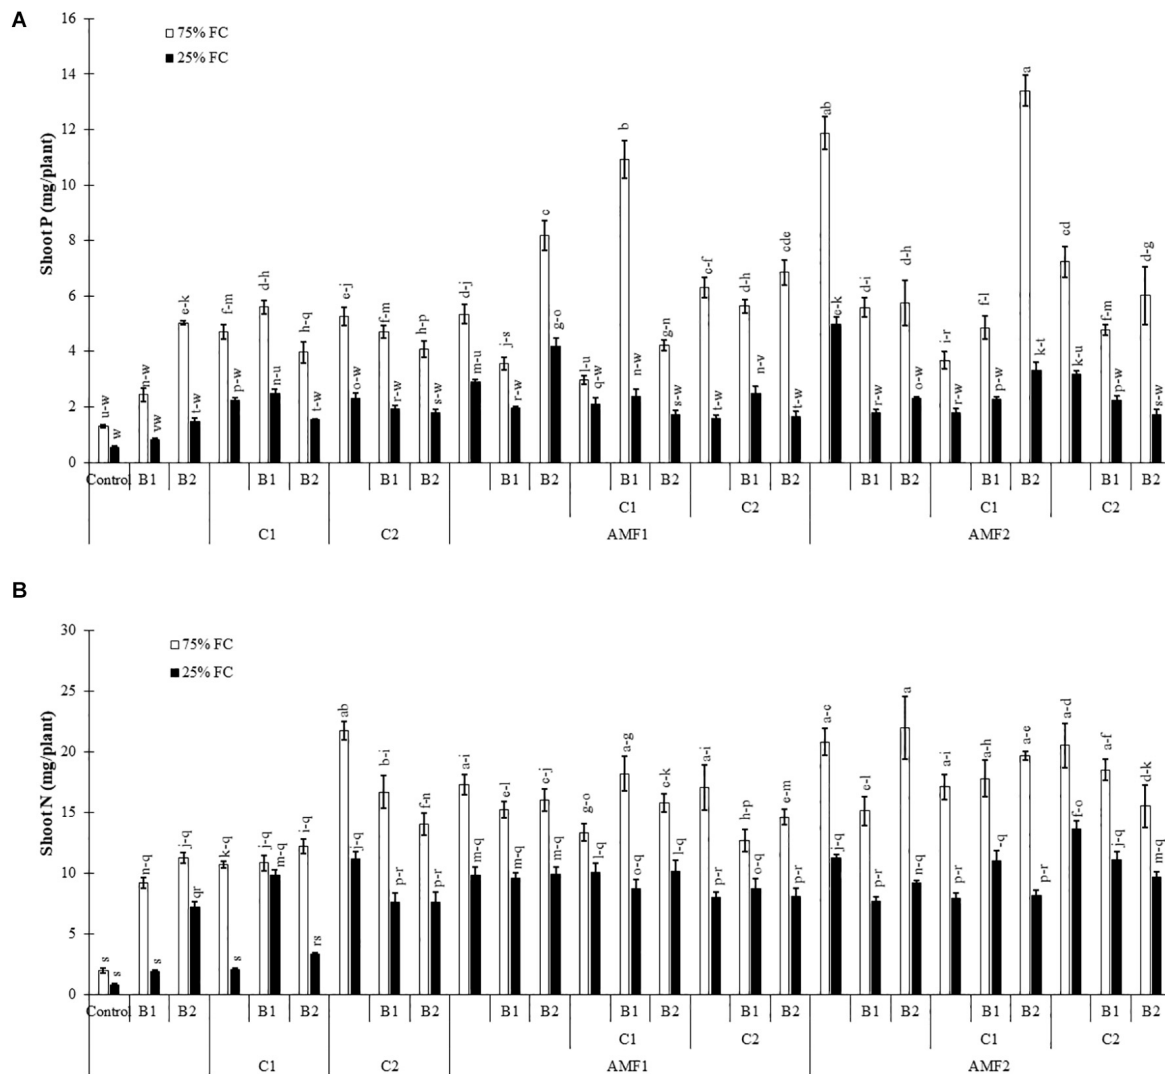 A
16
14
12
10
8
6
4
2
0
Shoot P (mg/plant)
75% FC
25% FC
u-w w n-w vw e-k t-w f-m p-w d-h n-u h-q t-w e-j o-w f-m r-w h-p s-w d-j m-u j-s r-w c g-o l-u q-w b n-w g-n s-w c-f t-w d-h n-v cde t-w ab e-k d-i r-w d-h o-w i-r r-w f-l p-w a k-t cd k-u f-m p-w d-g s-w
Control B1 B2 B1 B2 B1 B2 B1 B2 B1 B2 B1 B2 B1 B2 B1 B2 B1 B2
C1 C2 C1 C2
C1 C2 AMF1 AMF2
B
30
25
20
15
10
5
0
Shoot N (mg/plant)
75% FC
25% FC
s s n-q s j-q qr k-q s j-q m-q i-q rs ab j-q b-i p-r f-n p-r a-i m-q e-l m-q c-j m-q g-o l-q a-g o-q c-k l-q a-i p-r h-p o-q e-m p-r a-c j-q e-l p-r a n-q a-i p-r a-h -q a-e p-r a-d f-o a-f j-q d-k m-q
Control B1 B2 B1 B2 B1 B2 B1 B2 B1 B2 B1 B2 B1 B2 B1 B2 B1 B2
C1 C2 C1 C2
C1 C2 AMF1 AMF2